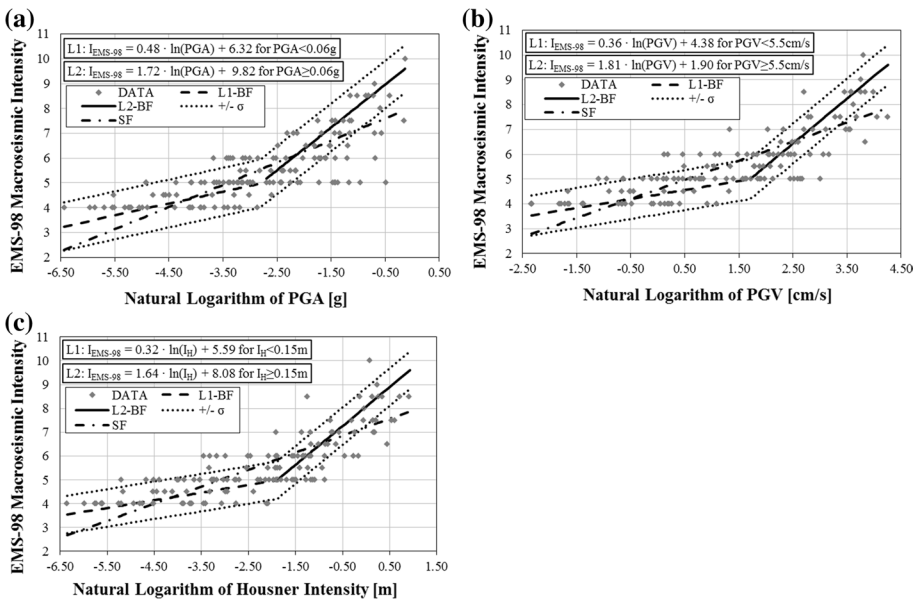 (a)
L1: IEMS-98 = 0.48 · ln(PGA) + 6.32 for PGA<0.06g
L2: IEMS-98 = 1.72 · ln(PGA) + 9.82 for PGA≥0.06g
DATA
L1-BF
L2-BF
+/- σ
SF
EMS-98 Macroseismic Intensity
11
10
9
8
7
6
5
4
3
2
-6.50
-5.50
-4.50
-3.50
-2.50
-1.50
-0.50
0.50
Natural Logarithm of PGA [g]
(b)
L1: IEMS-98 = 0.36 · ln(PGV) + 4.38 for PGV<5.5cm/s
L2: IEMS-98 = 1.81 · ln(PGV) + 1.90 for PGV≥5.5cm/s
DATA
L1-BF
L2-BF
+/- σ
SF
EMS-98 Macroseismic Intensity
11
10
9
8
7
6
5
4
3
2
-2.50
-1.50
-0.50
0.50
1.50
2.50
3.50
4.50
Natural Logarithm of PGV [cm/s]
(c)
L1: IEMS-98 = 0.32 · ln(IH) + 5.59 for IH<0.15m
L2: IEMS-98 = 1.64 · ln(IH) + 8.08 for IH≥0.15m
DATA
L1-BF
L2-BF
+/- σ
SF
EMS-98 Macroseismic Intensity
11
10
9
8
7
6
5
4
3
2
-6.50
-5.50
-4.50
-3.50
-2.50
-1.50
-0.50
0.50
1.50
Natural Logarithm of Housner Intensity [m]